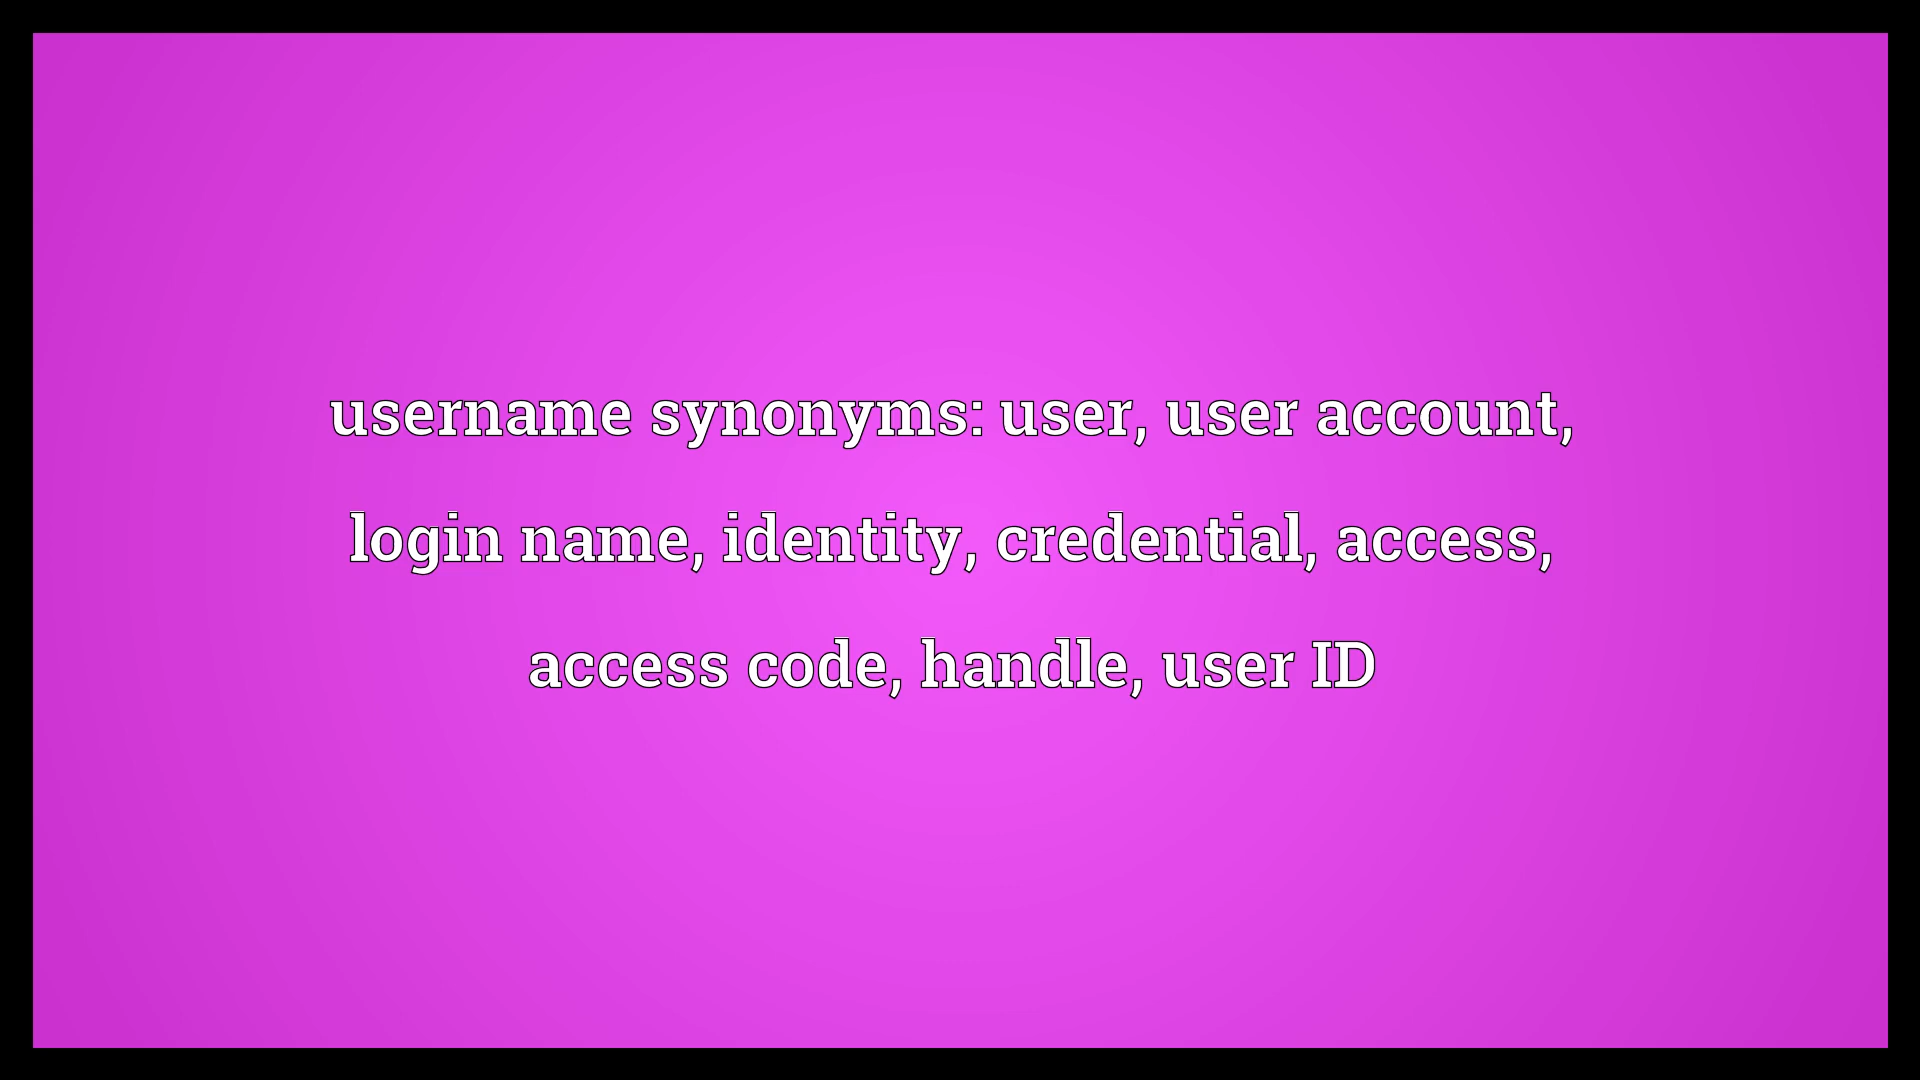 username synonyms: user, user account,
login name, identity, credential, access,
access code, handle, user ID